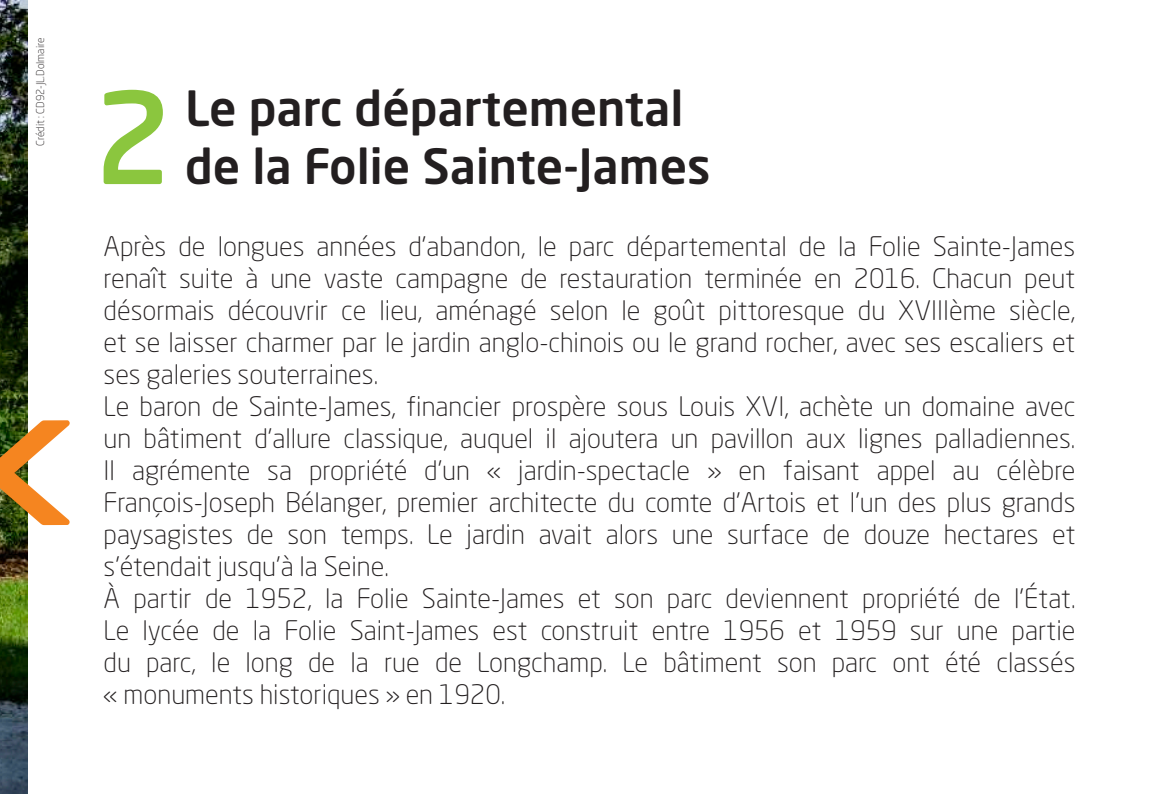 Crédit : CD92-JL.Dolmaire
2 Le parc départemental
de la Folie Sainte-James
Après de longues années d'abandon, le parc départemental de la Folie Sainte-James
renaît suite à une vaste campagne de restauration terminée en 2016. Chacun peut
désormais découvrir ce lieu, aménagé selon le goût pittoresque du XVIIIème siècle,
et se laisser charmer par le jardin anglo-chinois ou le grand rocher, avec ses escaliers et
ses galeries souterraines.
Le baron de Sainte-James, financier prospère sous Louis XVI, achète un domaine avec
un bâtiment d'allure classique, auquel il ajoutera un pavillon aux lignes palladiennes.
Il agrémente sa propriété d'un « jardin-spectacle » en faisant appel au célèbre
François-Joseph Bélanger, premier architecte du comte d'Artois et l'un des plus grands
paysagistes de son temps. Le jardin avait alors une surface de douze hectares et
s'étendait jusqu'à la Seine.
À partir de 1952, la Folie Sainte-James et son parc deviennent propriété de l'État.
Le lycée de la Folie Saint-James est construit entre 1956 et 1959 sur une partie
du parc, le long de la rue de Longchamp. Le bâtiment son parc ont été classés
« monuments historiques » en 1920.